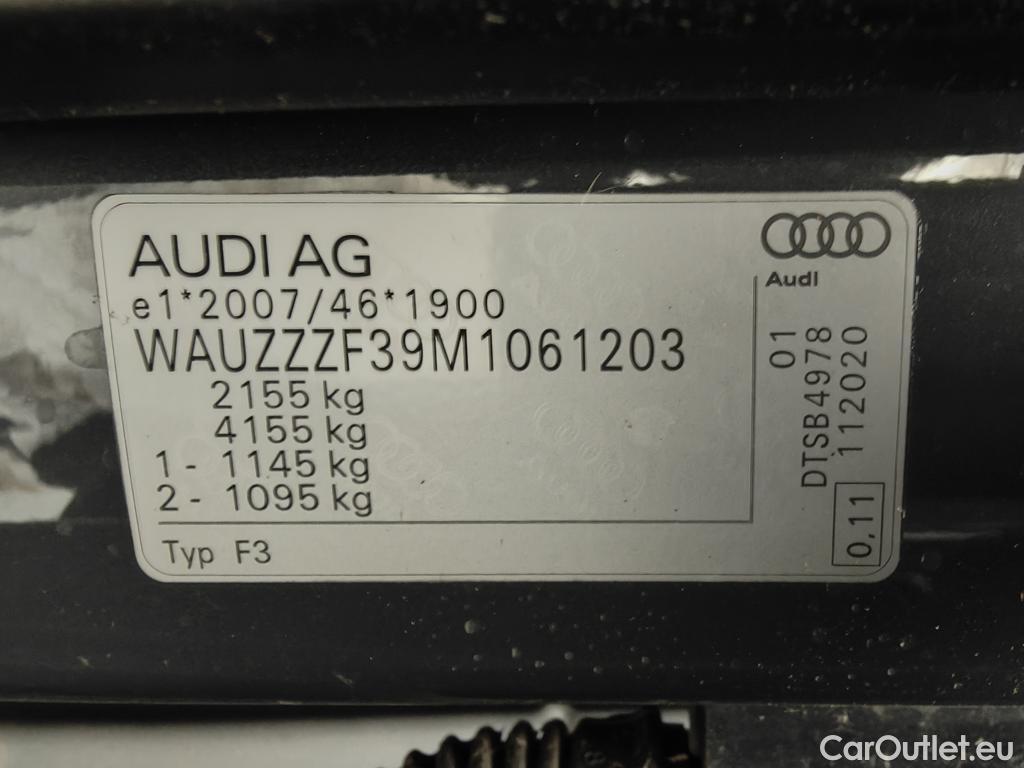 AUDI AG
e1*2007/46*1900
WAUZZZF39M1061203
2155 kg
4155 kg
1 - 1145 kg
2 - 1095 kg
Typ F3
Audi
01
DTSB4978
112020
0,11
CarOutlet.eu